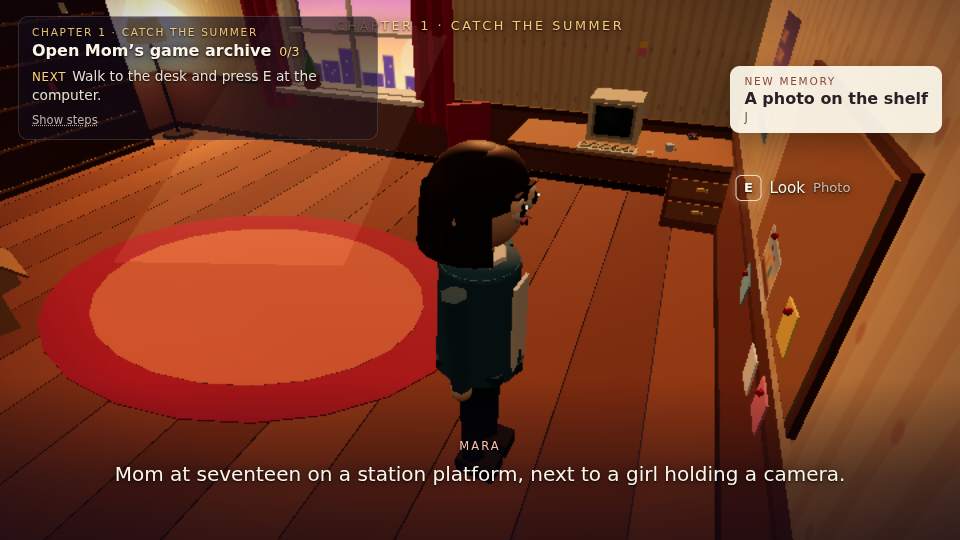 CHAPTER 1 · CATCH THE SUMMER
CHAPTER 1 · CATCH THE SUMMER
Open Mom’s game archive 0/3
NEXT Walk to the desk and press E at the
computer.
Show steps
NEW MEMORY
A photo on the shelf
J
E Look Photo
MARA
Mom at seventeen on a station platform, next to a girl holding a camera.